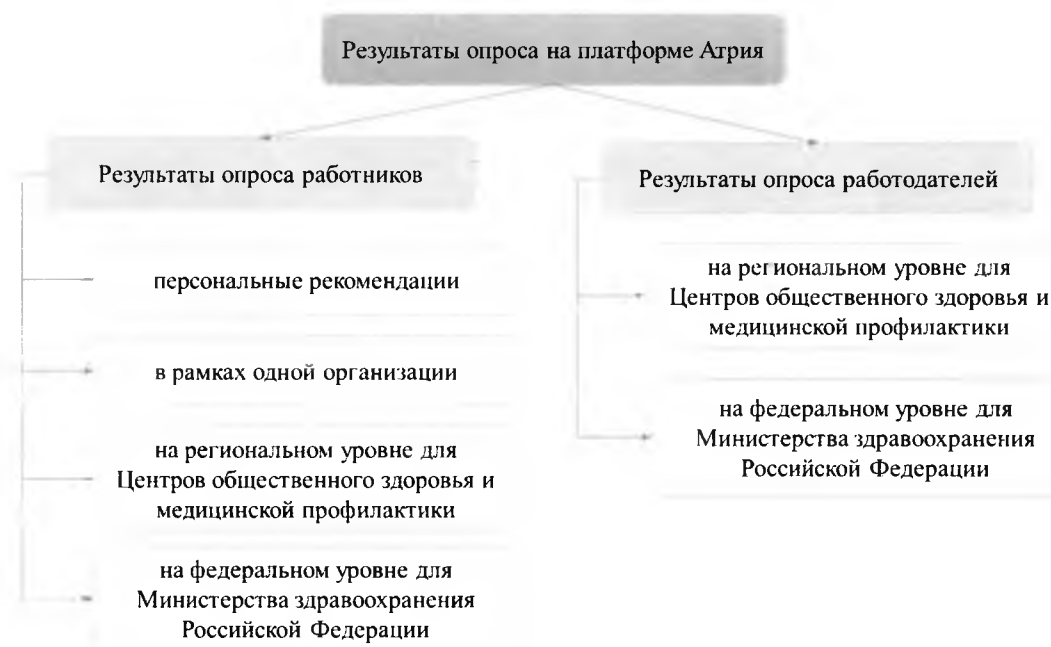 Результаты опроса на платформе Атрия
Результаты опроса работников
персональные рекомендации
в рамках одной организации
на региональном уровне для
Центров общественного здоровья и
медицинской профилактики
на федеральном уровне для
Министерства здравоохранения
Российской Федерации
Результаты опроса работодателей
на региональном уровне для
Центров общественного здоровья и
медицинской профилактики
на федеральном уровне для
Министерства здравоохранения
Российской Федерации